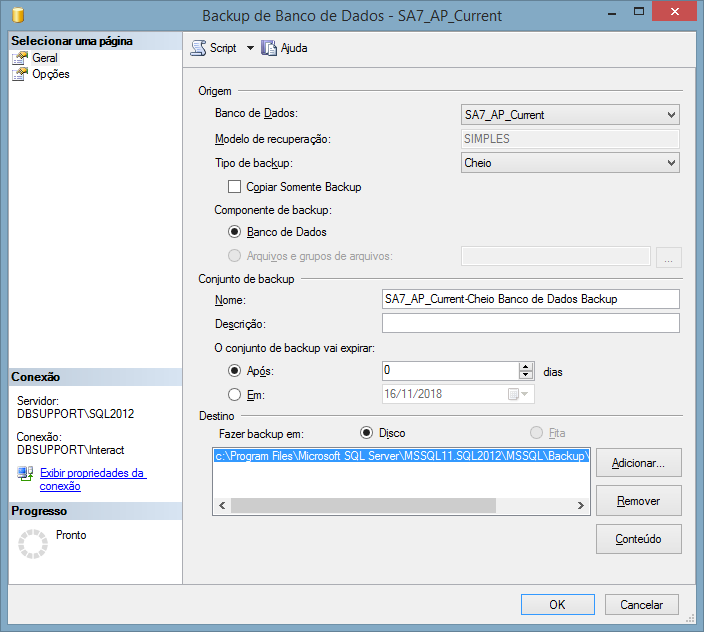 Backup de Banco de Dados - SA7_AP_Current
Selecionar uma página
Geral
Opções
Script
Ajuda
Origem
Banco de Dados:
SA7_AP_Current
Modelo de recuperação:
SIMPLES
Tipo de backup:
Cheio
Copiar Somente Backup
Componente de backup:
Banco de Dados
Arquivos e grupos de arquivos:
...
Conjunto de backup
Nome:
SA7_AP_Current-Cheio Banco de Dados Backup
Descrição:
O conjunto de backup vai expirar:
Após:
0
dias
Em:
16/11/2018
Destino
Fazer backup em:
Disco
Fita
c:\Program Files\Microsoft SQL Server\MSSQL11.SQL2012\MSSQL\Backup\
Adicionar...
Remover
Conteúdo
Conexão
Servidor:
DBSUPPORT\SQL2012
Conexão:
DBSUPPORT\Interact
Exibir propriedades da
conexão
Progresso
Pronto
OK
Cancelar